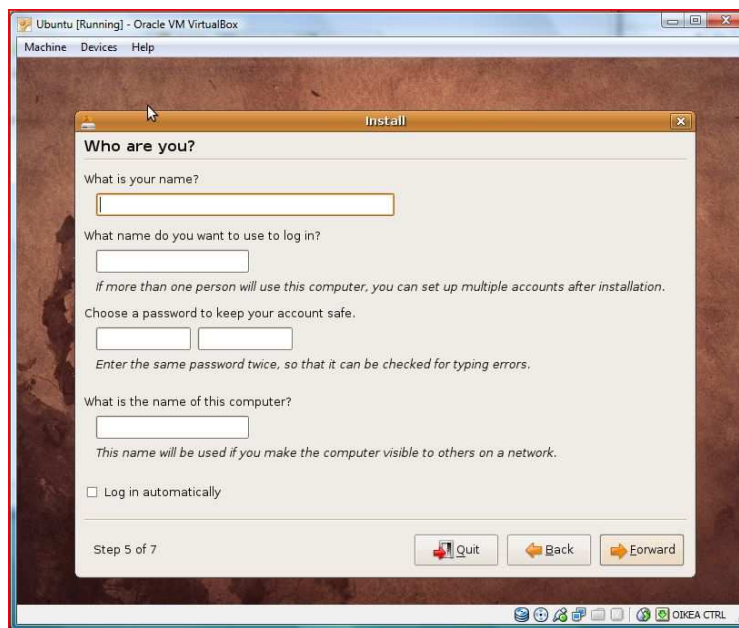 Ubuntu [Running] - Oracle VM VirtualBox
Machine Devices Help
Install
Who are you?
What is your name?
What name do you want to use to log in?
If more than one person will use this computer, you can set up multiple accounts after installation.
Choose a password to keep your account safe.
Enter the same password twice, so that it can be checked for typing errors.
What is the name of this computer?
This name will be used if you make the computer visible to others on a network.
Log in automatically
Step 5 of 7 Quit Back Forward
OIKEA CTRL